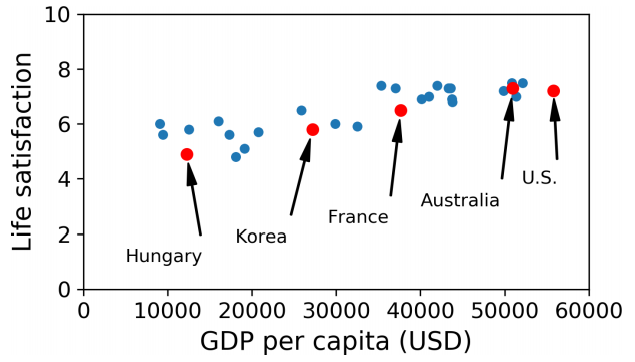 10
8
6
4
2
0
Life satisfaction
Hungary
Korea
France
Australia
U.S.
0 10000 20000 30000 40000 50000 60000
GDP per capita (USD)